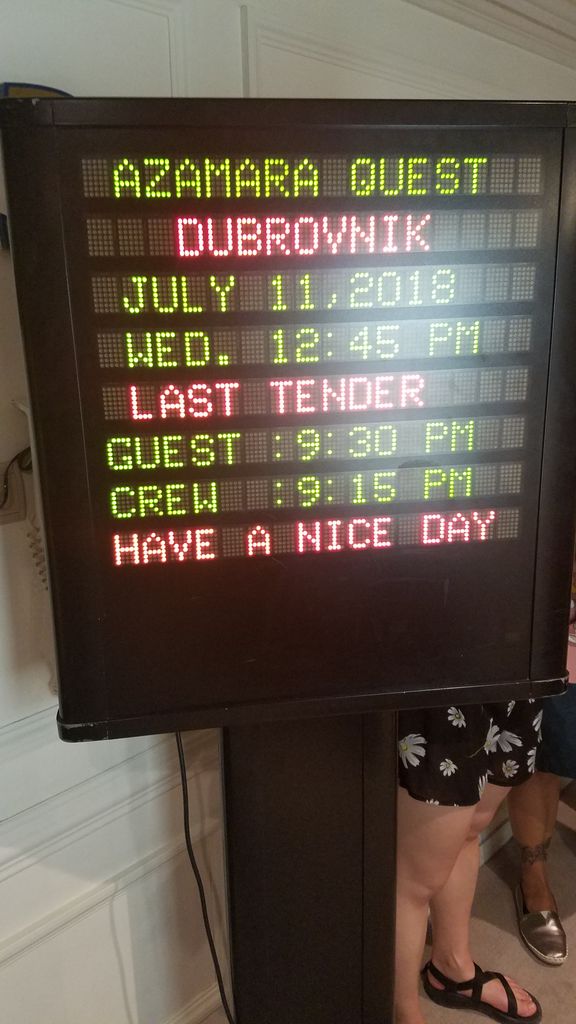 AZAMARA QUEST
DUBROVNIK
JULY 11,2018
WED. 12:45 PM
LAST TENDER
GUEST :9:30 PM
CREW :9:15 PM
HAVE A NICE DAY